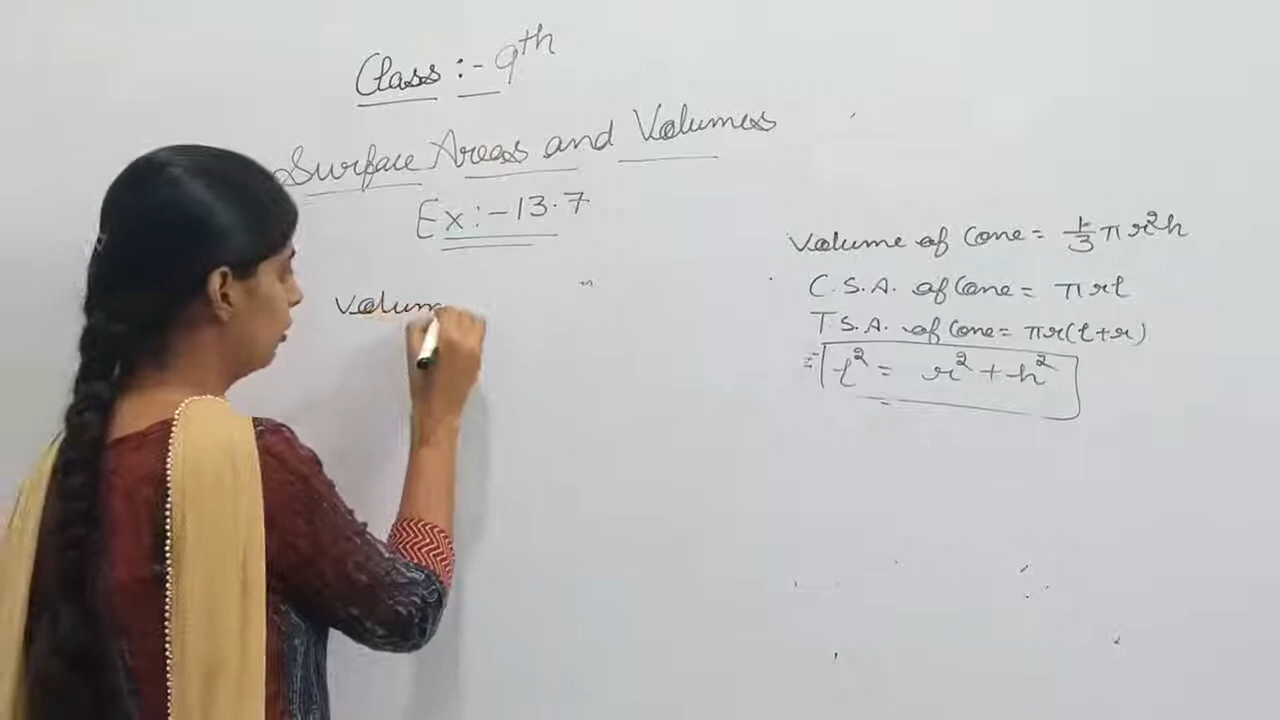 Class :- 9th
Surface Areas and Volumes
Ex :- 13.7
Volum
Volume of Cone = 1/3 πr²h
C.S.A. of Cone = πrl
T.S.A. of Cone = πr(l+r)
l² = r² + h²